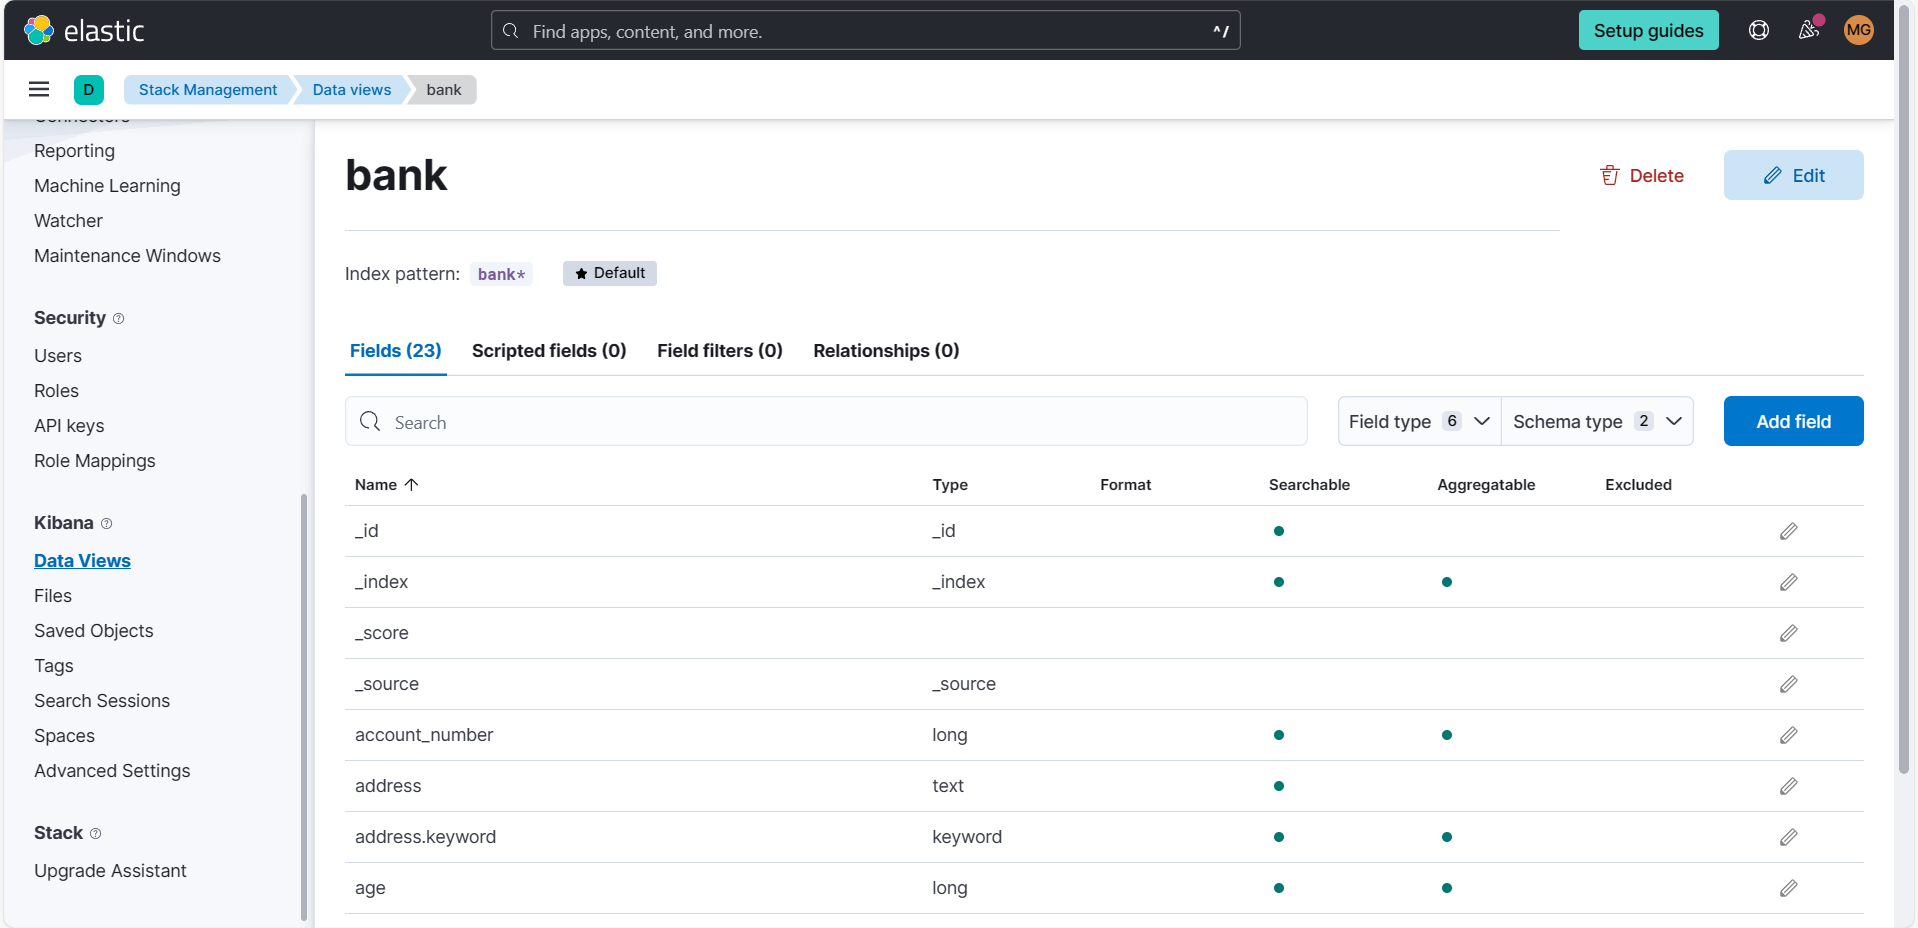 elastic
Find apps, content, and more.
^/
Setup guides
MG
D
Stack Management
Data views
bank
Connectors
Reporting
Machine Learning
Watcher
Maintenance Windows
Security
Users
Roles
API keys
Role Mappings
Kibana
Data Views
Files
Saved Objects
Tags
Search Sessions
Spaces
Advanced Settings
Stack
Upgrade Assistant
bank
Delete
Edit
Index pattern: bank* Default
Fields (23) Scripted fields (0) Field filters (0) Relationships (0)
Search
Field type 6
Schema type 2
Add field
Name Type Format Searchable Aggregatable Excluded
_id _id
_index _index
_score
_source _source
account_number long
address text
address.keyword keyword
age long